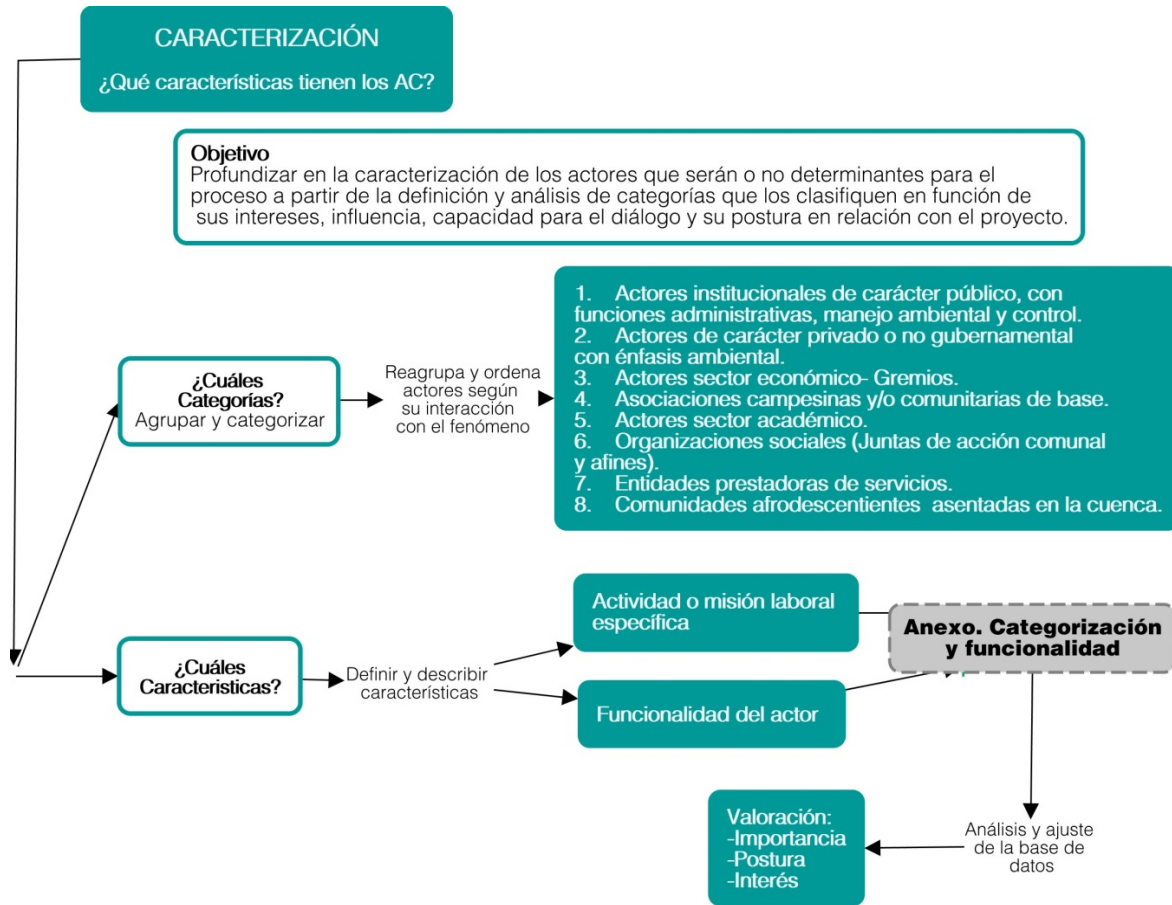 CARACTERIZACIÓN
¿Qué características tienen los AC?
Objetivo
Profundizar en la caracterización de los actores que serán o no determinantes para el
proceso a partir de la definición y análisis de categorías que los clasifiquen en función de
sus intereses, influencia, capacidad para el diálogo y su postura en relación con el proyecto.
¿Cuáles
Categorías?
Agrupar y categorizar
Reagrupa y ordena
actores según
su interacción
con el fenómeno
1. Actores institucionales de carácter público, con
funciones administrativas, manejo ambiental y control.
2. Actores de carácter privado o no gubernamental
con énfasis ambiental.
3. Actores sector económico- Gremios.
4. Asociaciones campesinas y/o comunitarias de base.
5. Actores sector académico.
6. Organizaciones sociales (Juntas de acción comunal
y afines).
7. Entidades prestadoras de servicios.
8. Comunidades afrodescentientes asentadas en la cuenca.
¿Cuáles
Caracteristicas?
Definir y describir
características
Actividad o misión laboral
específica
Funcionalidad del actor
Anexo. Categorización
y funcionalidad
Análisis y ajuste
de la base de
datos
Valoración:
-Importancia
-Postura
-Interés